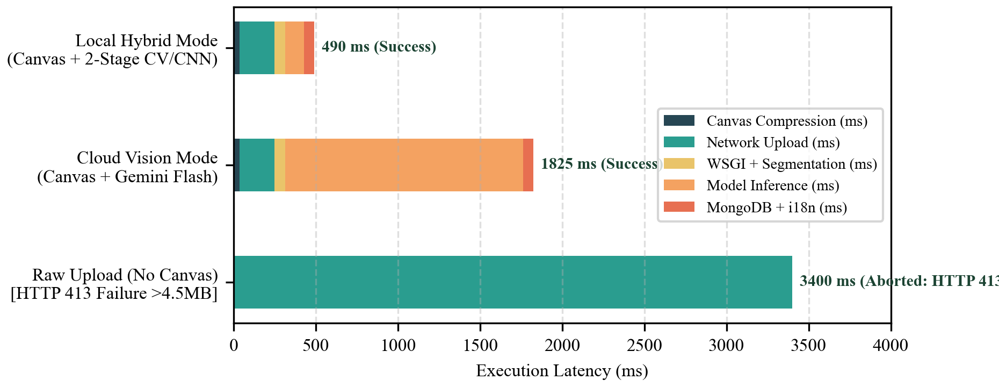 Local Hybrid Mode
(Canvas + 2-Stage CV/CNN)
490 ms (Success)
Cloud Vision Mode
(Canvas + Gemini Flash)
1825 ms (Success)
Canvas Compression (ms)
Network Upload (ms)
WSGI + Segmentation (ms)
Model Inference (ms)
MongoDB + i18n (ms)
Raw Upload (No Canvas)
[HTTP 413 Failure >4.5MB]
3400 ms (Aborted: HTTP 413
0 500 1000 1500 2000 2500 3000 3500 4000
Execution Latency (ms)